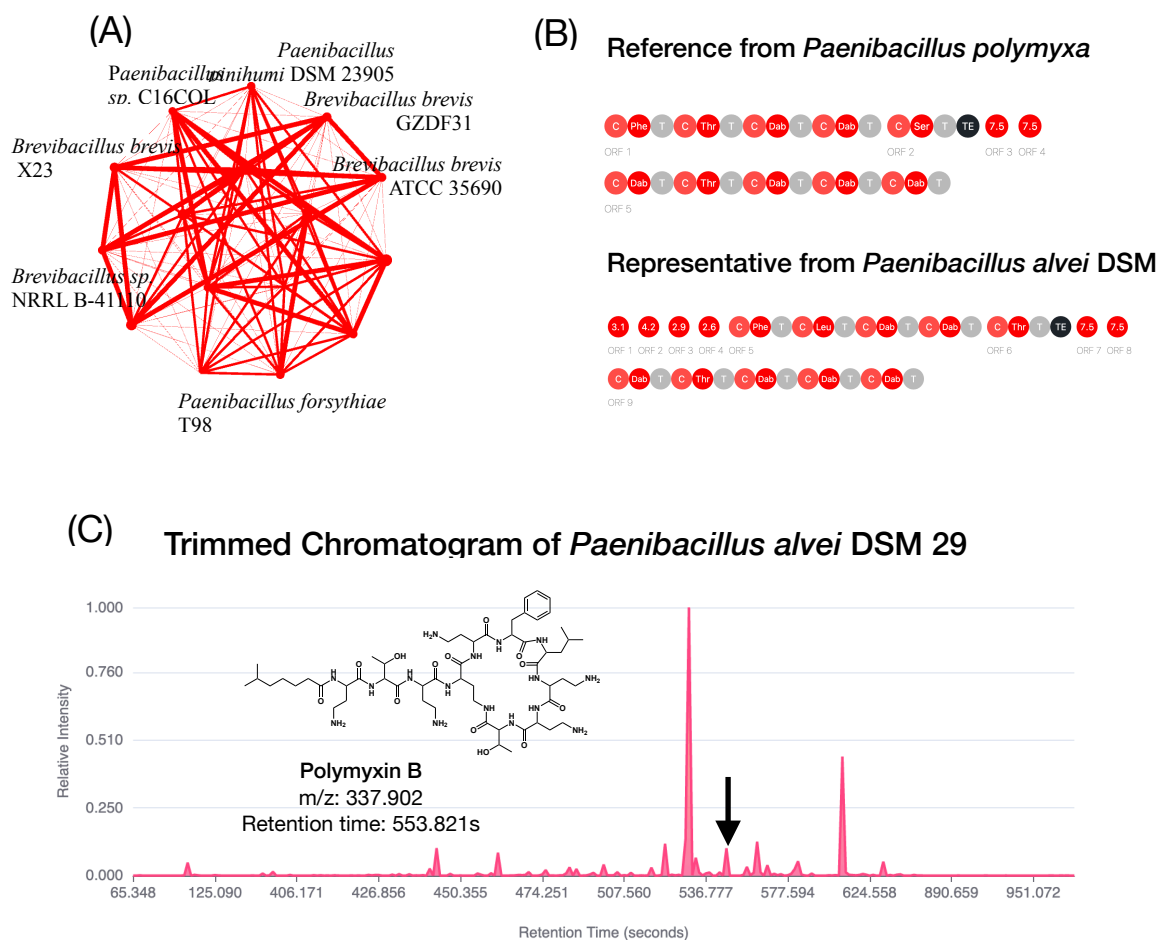 (A)
Paenibacillus
pinihumi DSM 23905
Paenibacillus
sp. C16COL
Brevibacillus brevis
GZDF31
Brevibacillus brevis
X23
Brevibacillus brevis
ATCC 35690
Brevibacillus sp.
NRRL B-41110
Paenibacillus forsythiae
T98
(B)
Reference from Paenibacillus polymyxa
C Phe T C Thr T C Dab T C Dab T C Ser T TE 7.5 7.5
ORF 1 ORF 2 ORF 3 ORF 4
C Dab T C Thr T C Dab T C Dab T C Dab T
ORF 5
Representative from Paenibacillus alvei DSM
3.1 4.2 2.9 2.6 C Phe T C Leu T C Dab T C Dab T C Thr T TE 7.5 7.5
ORF 1 ORF 2 ORF 3 ORF 4 ORF 5 ORF 6 ORF 7 ORF 8
C Dab T C Thr T C Dab T C Dab T C Dab T
ORF 9
(C)
Trimmed Chromatogram of Paenibacillus alvei DSM 29
Relative Intensity
1.000
0.760
0.510
0.250
0.000
H2N O H N NH O O O O NH OH O NH2
Polymyxin B
m/z: 337.902
Retention time: 553.821s
65.348 125.090 406.171 426.856 450.355 474.251 507.560 536.777 577.594 624.558 890.659 951.072
Retention Time (seconds)